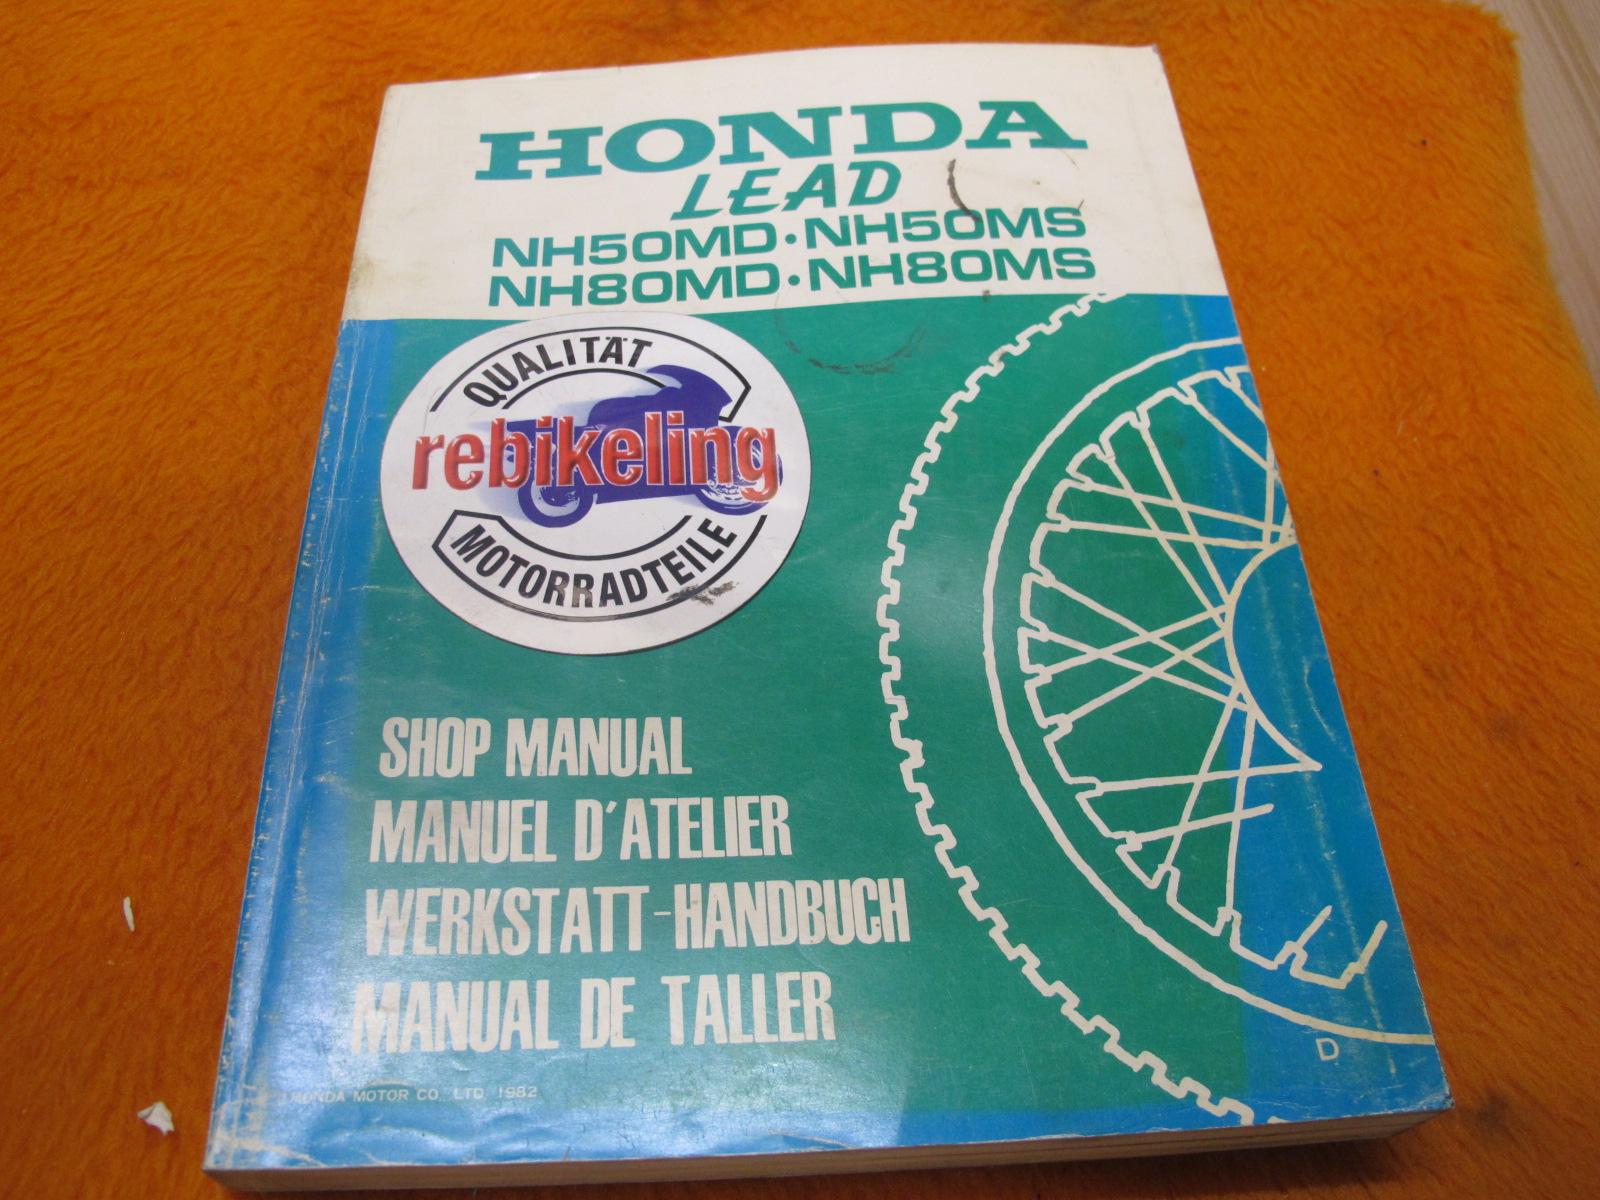 HONDA
LEAD
NH50MD·NH50MS
NH80MD·NH80MS
QUALITÄT
rebikeling
MOTORRADTEILE
SHOP MANUAL
MANUEL D'ATELIER
WERKSTATT-HANDBUCH
MANUAL DE TALLER
D
HONDA MOTOR CO., LTD. 1982